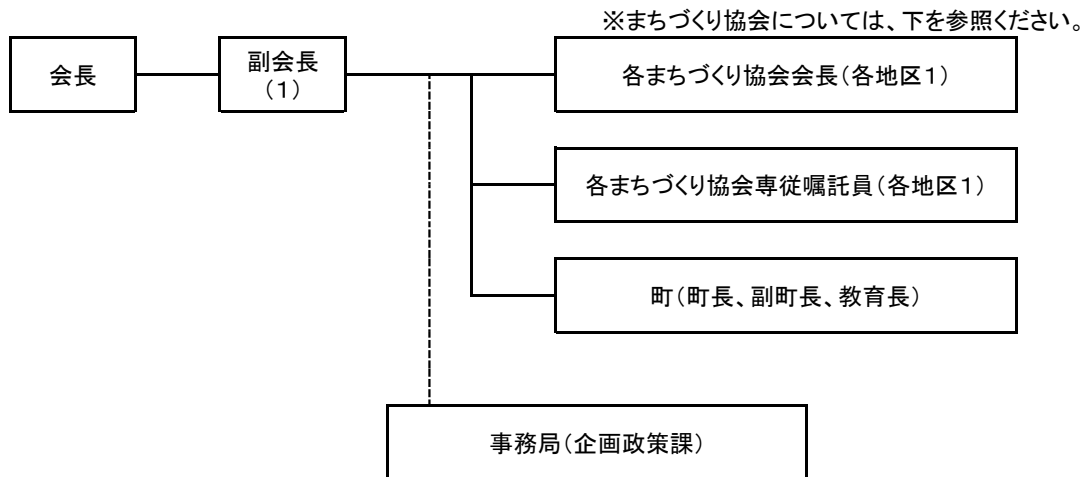 ※まちづくり協会については、下を参照ください。
会長
副会長
(1)
各まちづくり協会会長(各地区1)
各まちづくり協会専従嘱託員(各地区1)
町(町長、副町長、教育長)
事務局(企画政策課)